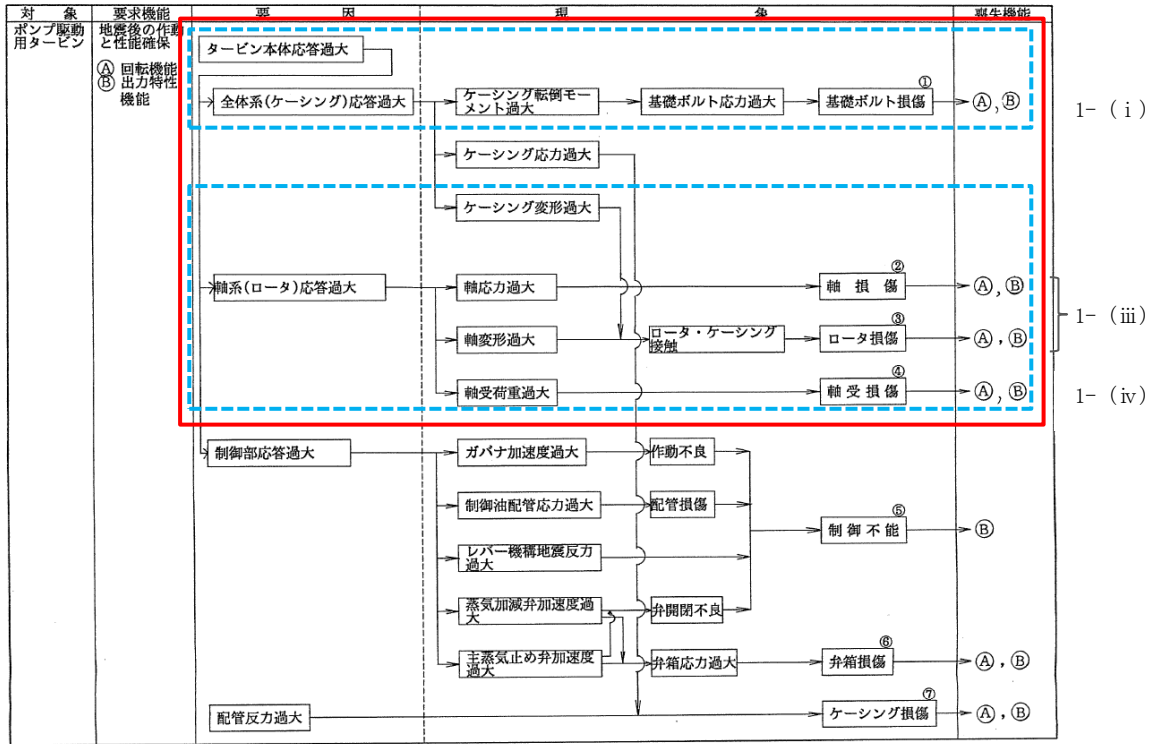 対象 要求機能 要因 現象 喪失機能
ポンプ駆動
用タービン
地震後の作動
と性能確保
Ⓐ 回転機能
Ⓑ 出力特性
機能
タービン本体応答過大
全体系(ケーシング)応答過大
ケーシング転倒モー
メント過大
基礎ボルト応力過大
①
基礎ボルト損傷
Ⓐ, Ⓑ
1-(ⅰ)
ケーシング応力過大
ケーシング変形過大
軸系(ロータ)応答過大
軸応力過大
②
軸損傷
Ⓐ, Ⓑ
軸変形過大
ロータ・ケーシング
接触
③
ロータ損傷
Ⓐ, Ⓑ
1-(ⅲ)
軸受荷重過大
④
軸受損傷
Ⓐ, Ⓑ
1-(ⅳ)
制御部応答過大
ガバナ加速度過大
作動不良
制御油配管応力過大
配管損傷
⑤
制御不能
Ⓑ
レバー機構地震反力
過大
蒸気加減弁加速度過
大
弁開閉不良
主蒸気止め弁加速度
過大
弁箱応力過大
⑥
弁箱損傷
Ⓐ, Ⓑ
配管反力過大
⑦
ケーシング損傷
Ⓐ, Ⓑ